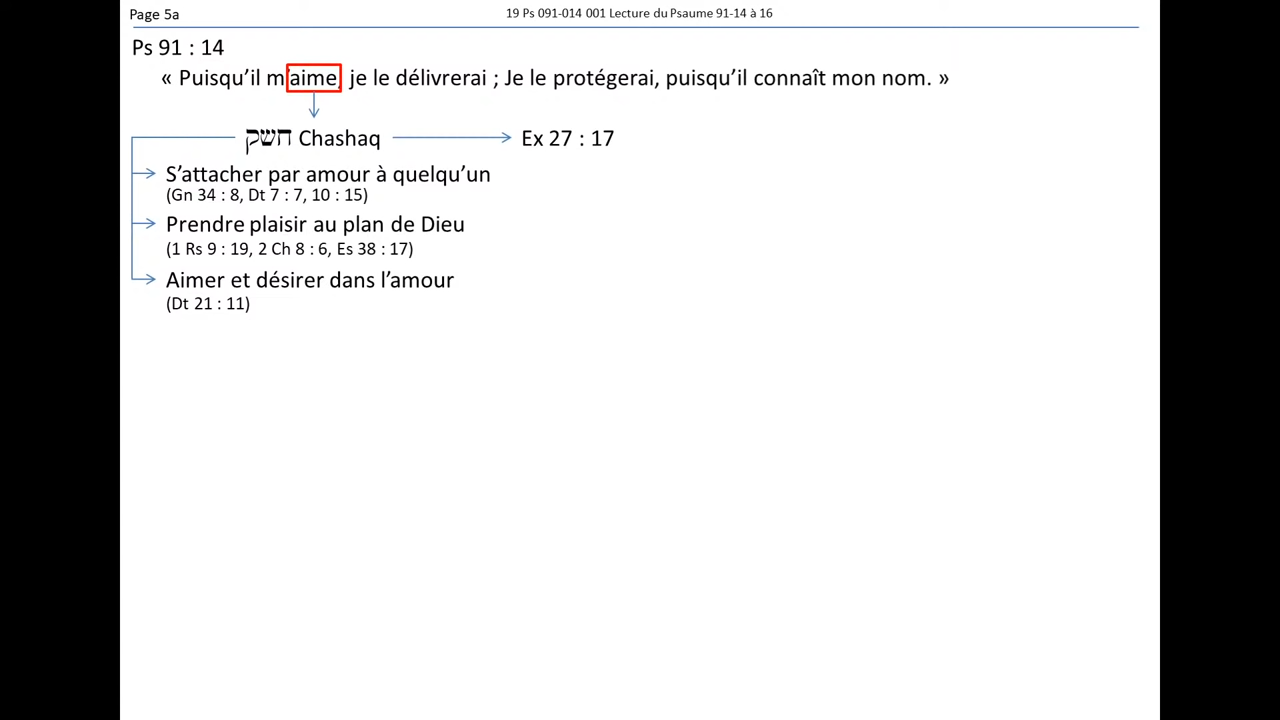 Page 5a
19 Ps 091-014 001 Lecture du Psaume 91-14 à 16
Ps 91 : 14
« Puisqu’il m’aime, je le délivrerai ; Je le protégerai, puisqu’il connaît mon nom. »
חשק Chashaq
Ex 27 : 17
S’attacher par amour à quelqu’un
(Gn 34 : 8, Dt 7 : 7, 10 : 15)
Prendre plaisir au plan de Dieu
(1 Rs 9 : 19, 2 Ch 8 : 6, Es 38 : 17)
Aimer et désirer dans l’amour
(Dt 21 : 11)